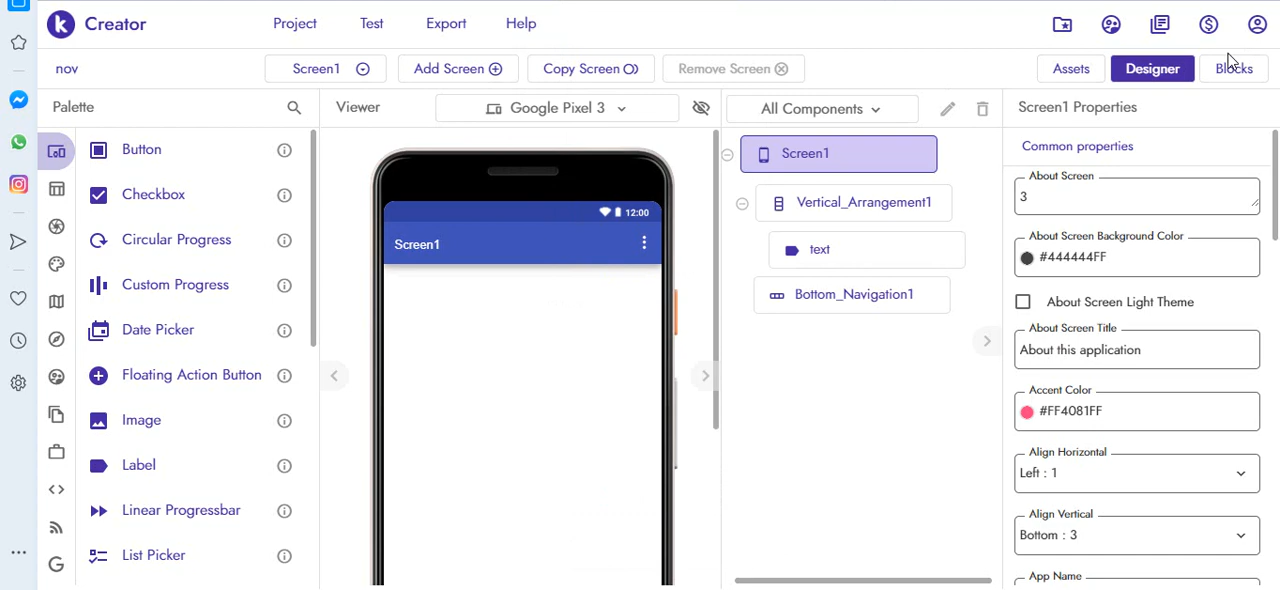 Creator
Project
Test
Export
Help
nov
Screen1
Add Screen
Copy Screen
Remove Screen
Assets
Designer
Blocks
Palette
Button
Checkbox
Circular Progress
Custom Progress
Date Picker
Floating Action Button
Image
Label
Linear Progressbar
List Picker
Viewer
Google Pixel 3
12:00
Screen1
All Components
Screen1
Vertical_Arrangement1
text
Bottom_Navigation1
Screen1 Properties
Common properties
About Screen
3
About Screen Background Color
#444444FF
About Screen Light Theme
About Screen Title
About this application
Accent Color
#FF4081FF
Align Horizontal
Left : 1
Align Vertical
Bottom : 3
App Name